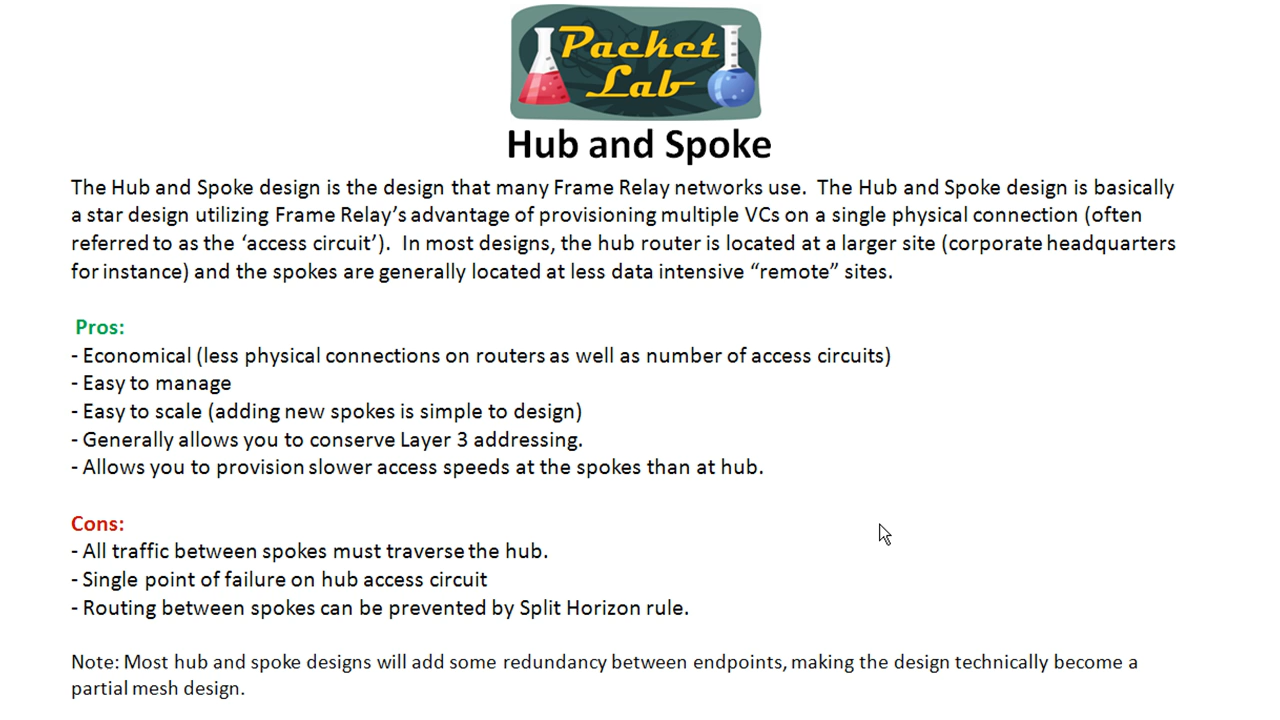 Packet
Lab
Hub and Spoke
The Hub and Spoke design is the design that many Frame Relay networks use.  The Hub and Spoke design is basically
a star design utilizing Frame Relay’s advantage of provisioning multiple VCs on a single physical connection (often
referred to as the ‘access circuit’).  In most designs, the hub router is located at a larger site (corporate headquarters
for instance) and the spokes are generally located at less data intensive “remote” sites.
Pros:
- Economical (less physical connections on routers as well as number of access circuits)
- Easy to manage
- Easy to scale (adding new spokes is simple to design)
- Generally allows you to conserve Layer 3 addressing.
- Allows you to provision slower access speeds at the spokes than at hub.
Cons:
- All traffic between spokes must traverse the hub.
- Single point of failure on hub access circuit
- Routing between spokes can be prevented by Split Horizon rule.
Note: Most hub and spoke designs will add some redundancy between endpoints, making the design technically become a
partial mesh design.